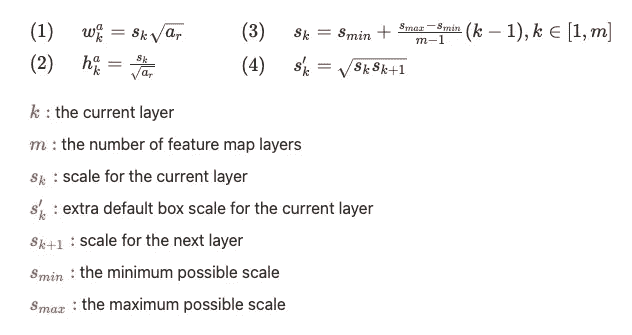 (1) $w_k^a = s_k\sqrt{a_r}$ (3) $s_k = s_{min} + \frac{s_{max}-s_{min}}{m-1}(k-1), k \in [1, m]$
(2) $h_k^a = \frac{s_k}{\sqrt{a_r}}$ (4) $s'_k = \sqrt{s_k s_{k+1}}$
$k$ : the current layer
$m$ : the number of feature map layers
$s_k$ : scale for the current layer
$s'_k$ : extra default box scale for the current layer
$s_{k+1}$ : scale for the next layer
$s_{min}$ : the minimum possible scale
$s_{max}$ : the maximum possible scale